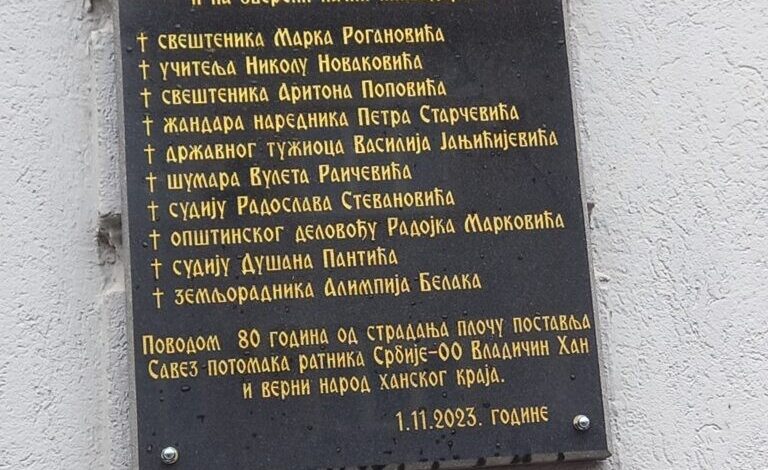 † свештеника Марка Рогановића
† учитеља Николу Новаковића
† свештеника Аритона Поповића
† жандара наредника Петра Старчевића
† државног тужиоца Василија Јањићијевића
† шумара Вулета Раичевића
† судију Радослава Стевановића
† општинског деловођу Радојка Марковића
† судију Душана Пантића
† земљорадника Алимпија Белака
Поводом 80 година од страдања плочу поставља
Савез потомака ратника Србије-ОО Владичин Хан
и верни народ ханског краја.
1.11.2023. године